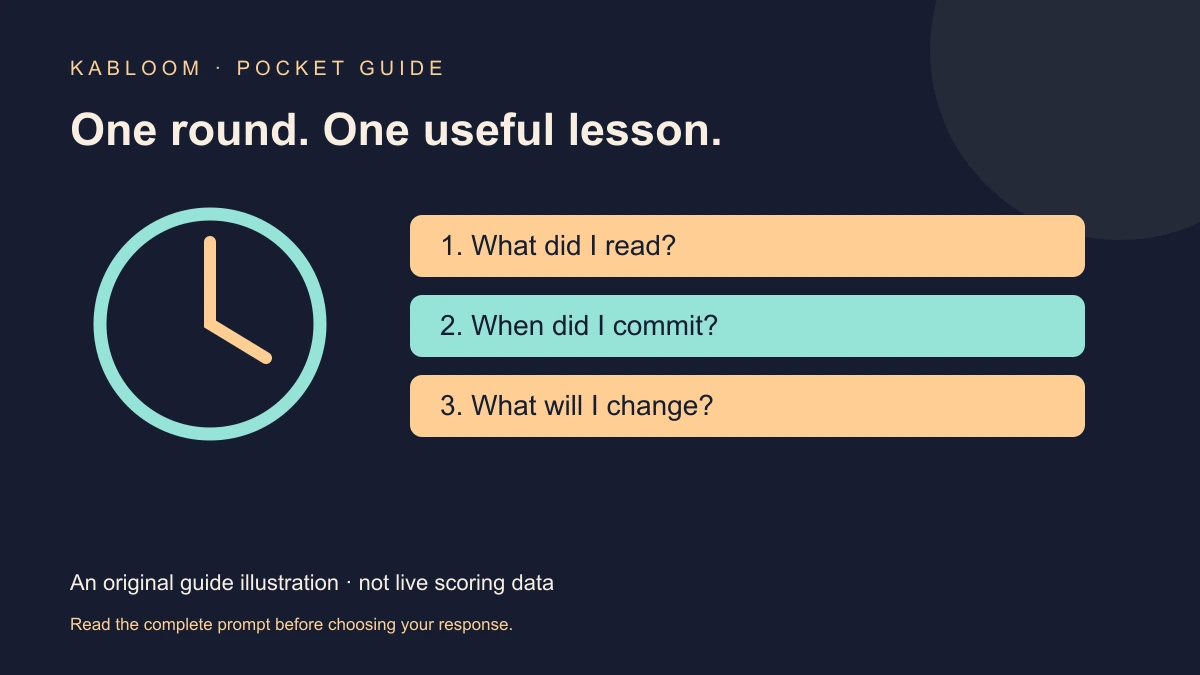 KABLOOM · POCKET GUIDE
One round. One useful lesson.
1. What did I read?
2. When did I commit?
3. What will I change?
An original guide illustration · not live scoring data
Read the complete prompt before choosing your response.